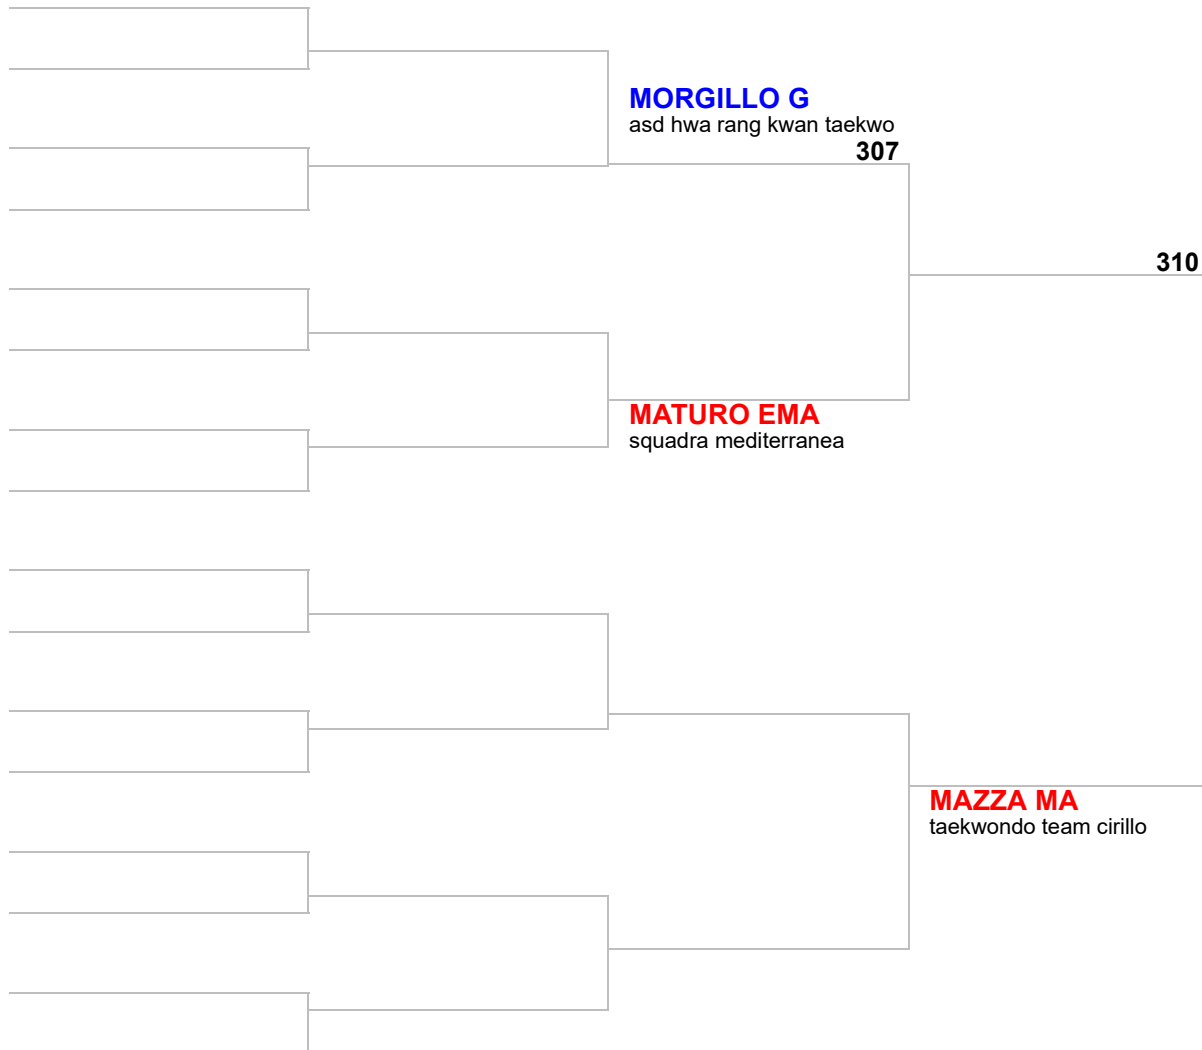 MORGILLO G
asd hwa rang kwan taekwo
307
310
MATURO EMA
squadra mediterranea
MAZZA MA
taekwondo team cirillo